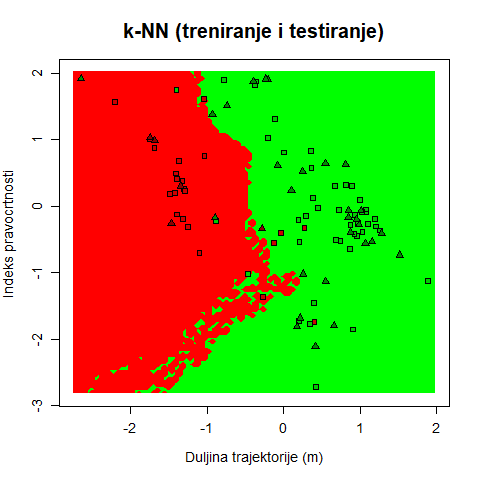 k-NN (treniranje i testiranje)
Indeks pravocrtnosti
2
1
0
-1
-2
-3
-2 -1 0 1 2
Duljina trajektorije (m)